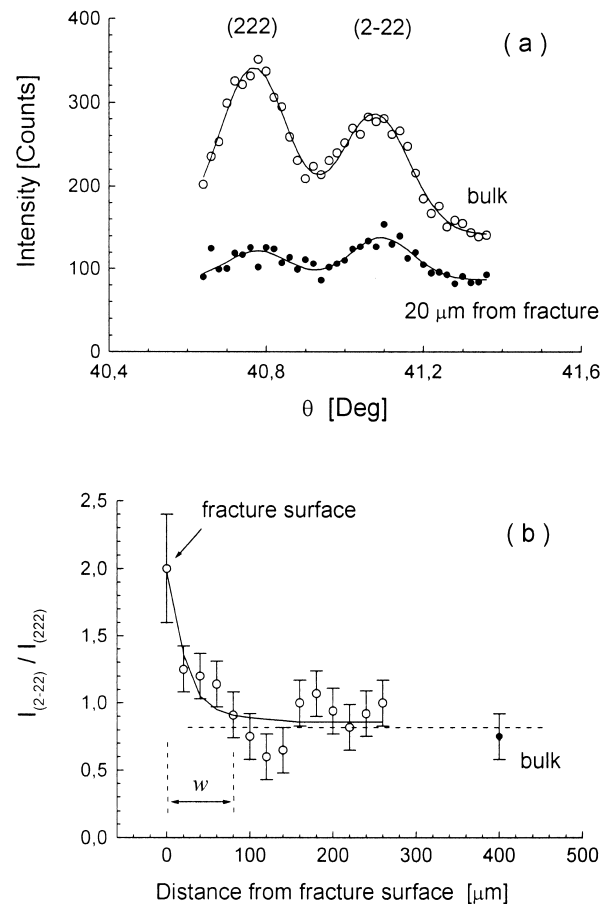 (222) (2-22) ( a )
400
300
200
100
0
Intensity [Counts]
bulk
20 μm from fracture
40,4 40,8 41,2 41,6
θ [Deg]
2,5
2,0
1,5
1,0
0,5
0,0
I(2-22) / I(222)
fracture surface
( b )
bulk
w
0 100 200 300 400 500
Distance from fracture surface [μm]